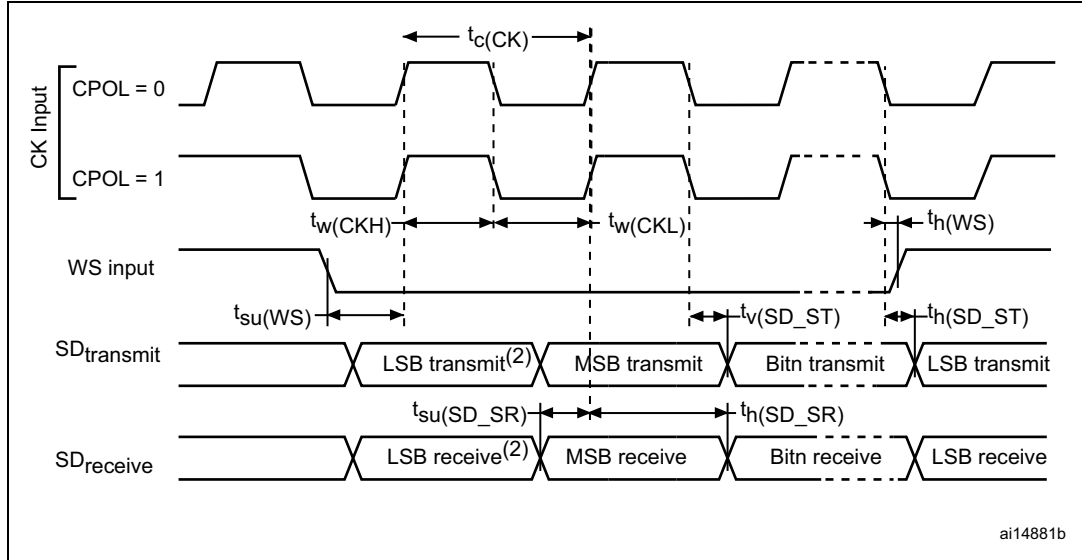 tc(CK)
CK Input
CPOL = 0
CPOL = 1
tw(CKH)
tw(CKL)
th(WS)
WS input
tsu(WS)
tv(SD_ST)
th(SD_ST)
SDtransmit
LSB transmit(2)
MSB transmit
Bitn transmit
LSB transmit
tsu(SD_SR)
th(SD_SR)
SDreceive
LSB receive(2)
MSB receive
Bitn receive
LSB receive
ai14881b